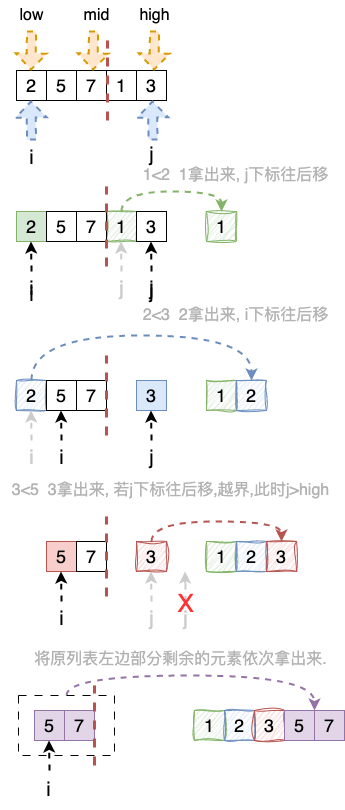 low mid high
2 5 7 1 3
i j
1<2 1拿出来, j下标往后移
2 5 7 1 3 1
i j j
2<3 2拿出来, i下标往后移
2 5 7 3 1 2
i i j
3<5 3拿出来, 若j下标往后移,越界,此时j>high
5 7 3 1 2 3
i j j X
将原列表左边部分剩余的元素依次拿出来.
5 7 1 2 3 5 7
i